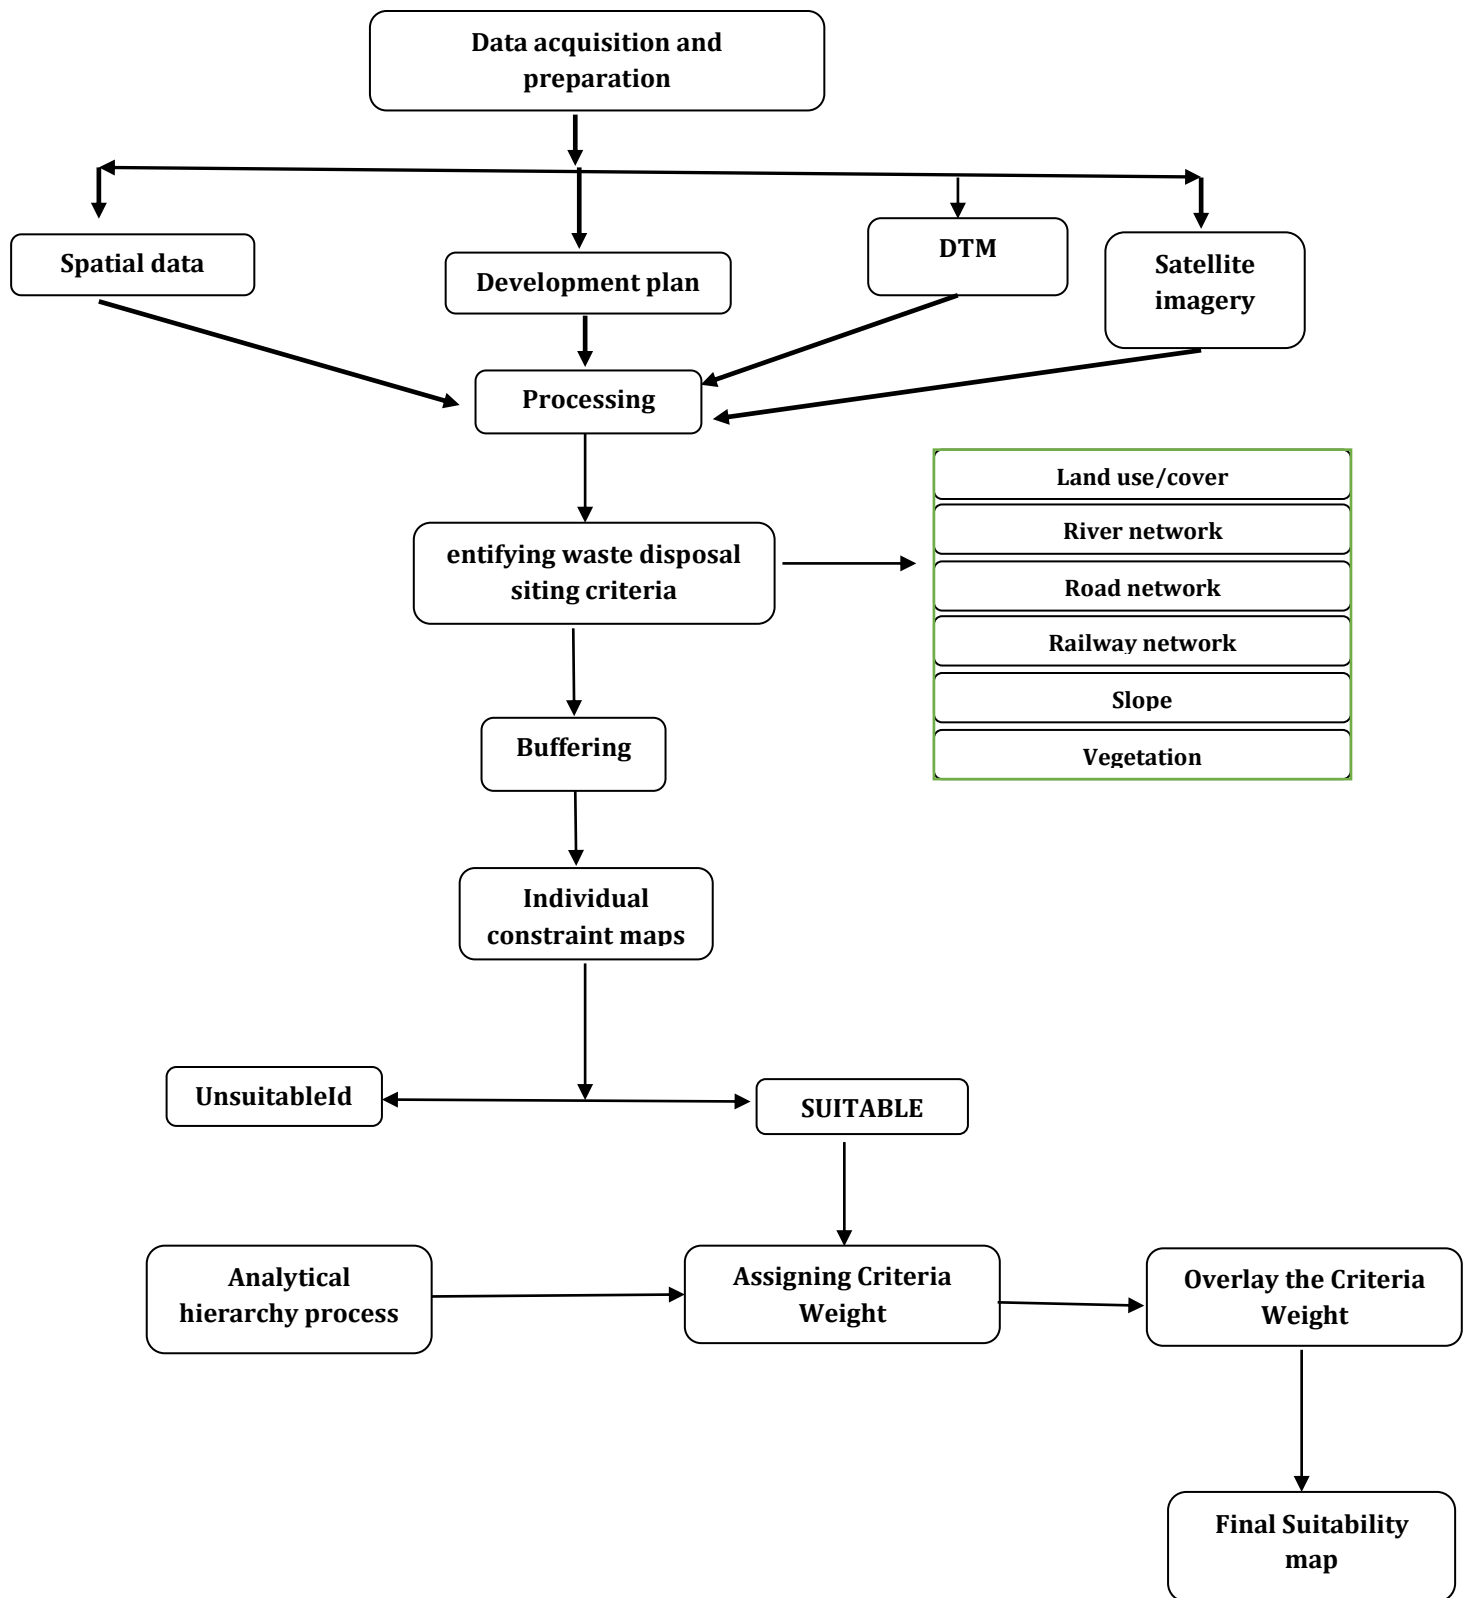 Data acquisition and
preparation
Spatial data
Development plan
DTM
Satellite
imagery
Processing
Land use/cover
River network
Road network
Railway network
Slope
Vegetation
entifying waste disposal
siting criteria
Buffering
Individual
constraint maps
UnsuitableId
SUITABLE
Analytical
hierarchy process
Assigning Criteria
Weight
Overlay the Criteria
Weight
Final Suitability
map